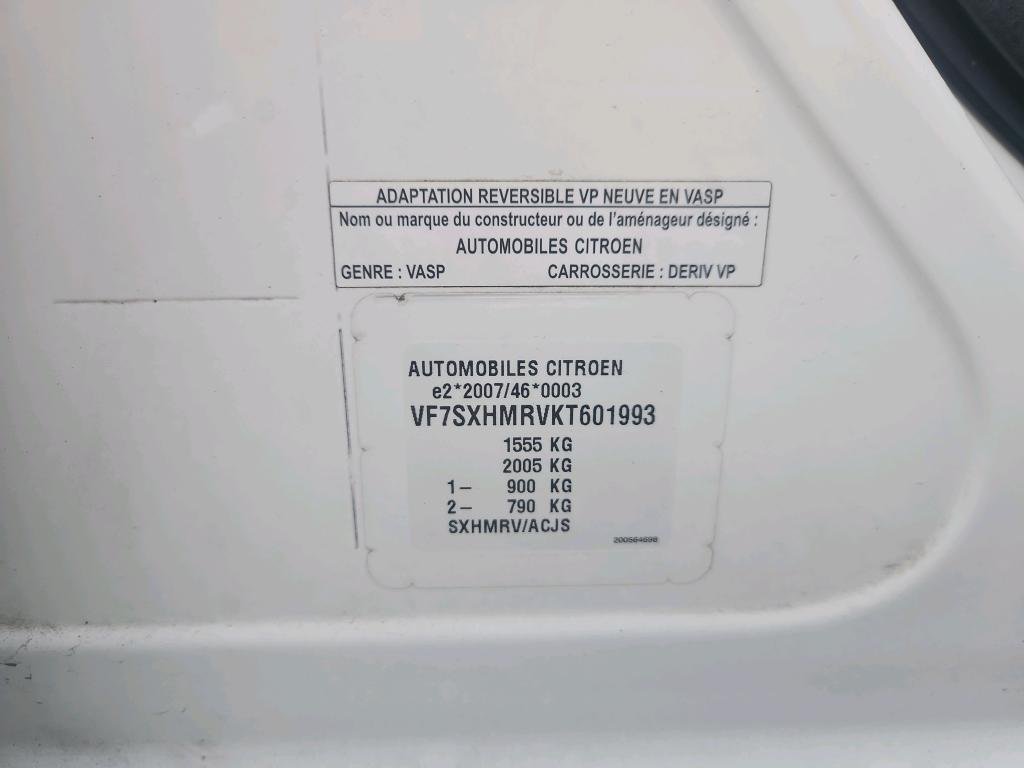 ADAPTATION REVERSIBLE VP NEUVE EN VASP
Nom ou marque du constructeur ou de l'aménageur désigné :
AUTOMOBILES CITROEN
GENRE : VASP CARROSSERIE : DERIV VP
AUTOMOBILES CITROEN
e2*2007/46*0003
VF7SXHMRVKT601993
1555 KG
2005 KG
1– 900 KG
2– 790 KG
SXHMRV/ACJS
200564698